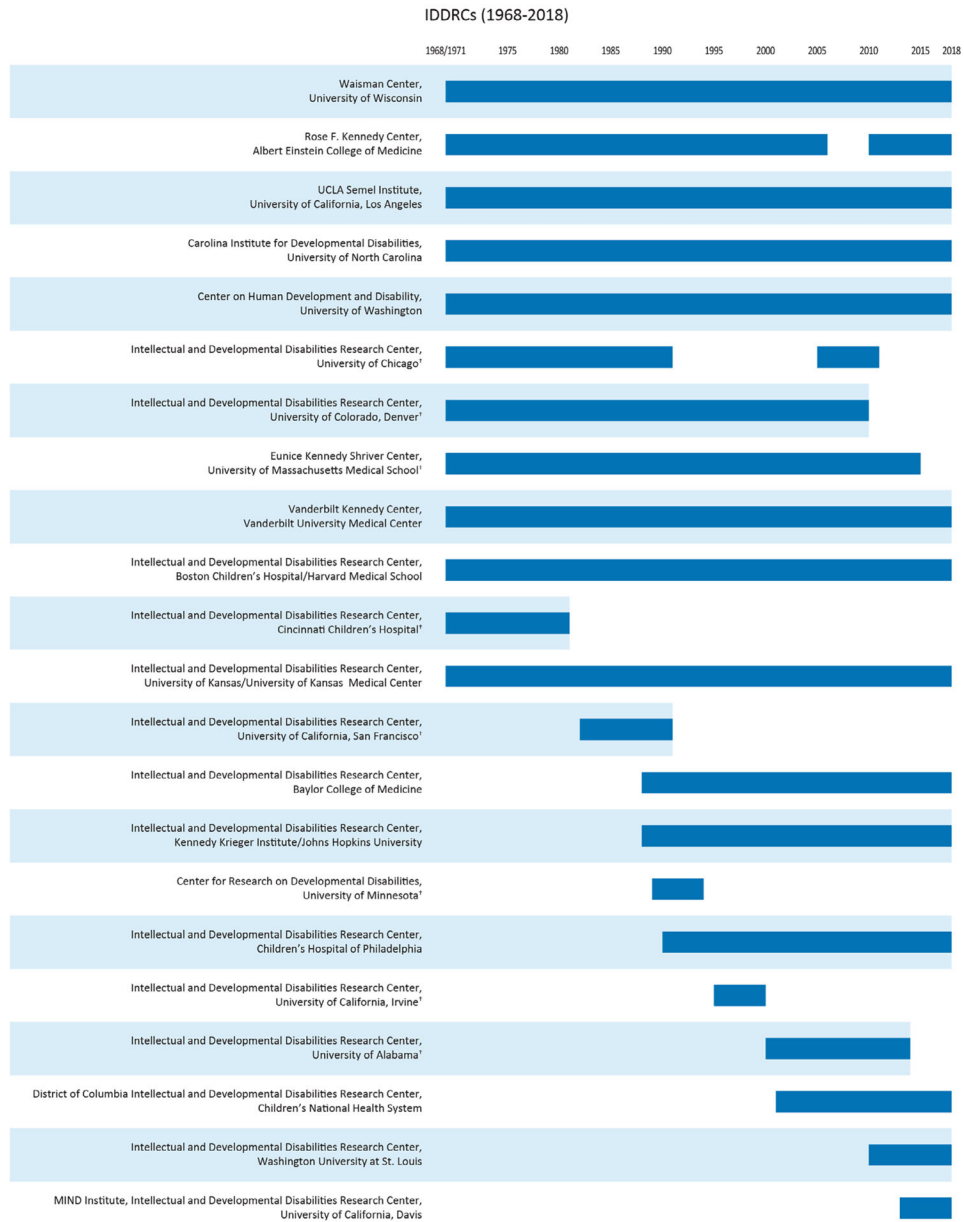 IDDRCs (1968-2018)
1968/1971 1975 1980 1985 1990 1995 2000 2005 2010 2015 2018
Waisman Center,
University of Wisconsin
Rose F. Kennedy Center,
Albert Einstein College of Medicine
UCLA Semel Institute,
University of California, Los Angeles
Carolina Institute for Developmental Disabilities,
University of North Carolina
Center on Human Development and Disability,
University of Washington
Intellectual and Developmental Disabilities Research Center,
University of Chicago†
Intellectual and Developmental Disabilities Research Center,
University of Colorado, Denver†
Eunice Kennedy Shriver Center,
University of Massachusetts Medical School†
Vanderbilt Kennedy Center,
Vanderbilt University Medical Center
Intellectual and Developmental Disabilities Research Center,
Boston Children's Hospital/Harvard Medical School
Intellectual and Developmental Disabilities Research Center,
Cincinnati Children's Hospital†
Intellectual and Developmental Disabilities Research Center,
University of Kansas/University of Kansas Medical Center
Intellectual and Developmental Disabilities Research Center,
University of California, San Francisco†
Intellectual and Developmental Disabilities Research Center,
Baylor College of Medicine
Intellectual and Developmental Disabilities Research Center,
Kennedy Krieger Institute/Johns Hopkins University
Center for Research on Developmental Disabilities,
University of Minnesota†
Intellectual and Developmental Disabilities Research Center,
Children's Hospital of Philadelphia
Intellectual and Developmental Disabilities Research Center,
University of California, Irvine†
Intellectual and Developmental Disabilities Research Center,
University of Alabama†
District of Columbia Intellectual and Developmental Disabilities Research Center,
Children's National Health System
Intellectual and Developmental Disabilities Research Center,
Washington University at St. Louis
MIND Institute, Intellectual and Developmental Disabilities Research Center,
University of California, Davis